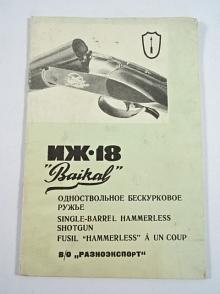 ИЖ-18
"Baikal"
ОДНОСТВОЛЬНОЕ БЕСКУРКОВОЕ
РУЖЬЕ
SINGLE-BARREL HAMMERLESS
SHOTGUN
FUSIL "HAMMERLESS" Á UN COUP
В/О „РАЗНОЭКСПОРТ"